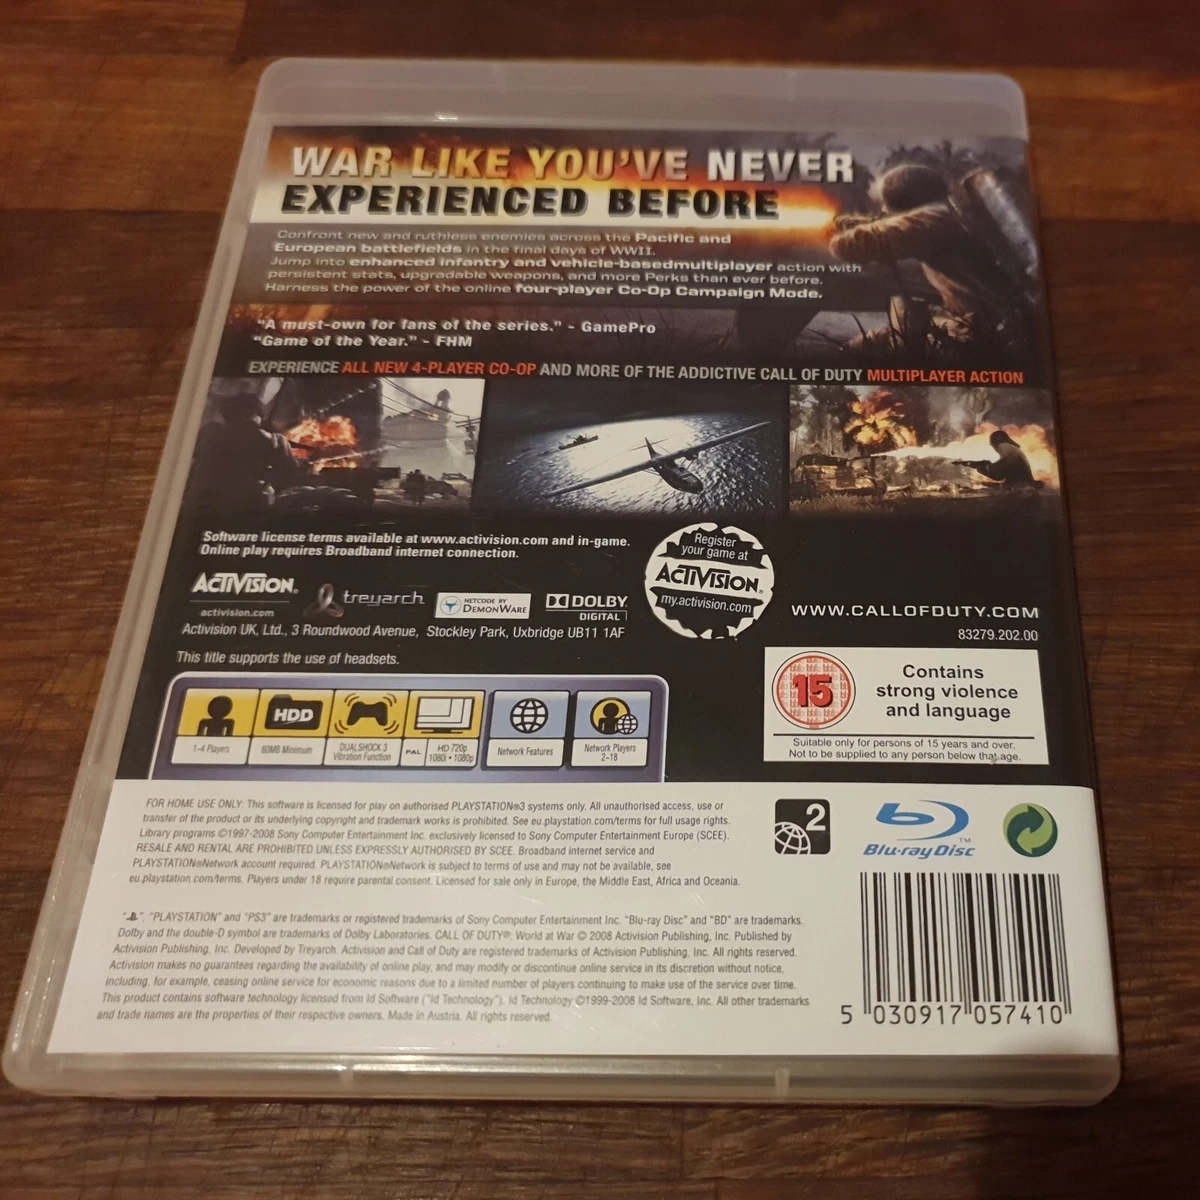 WAR LIKE YOU'VE NEVER
EXPERIENCED BEFORE
Confront new and ruthless enemies across the Pacific and
European battlefields in the final days of WWII.
Jump into enhanced infantry and vehicle-basedmultiplayer action with
persistent stats, upgradable weapons, and more Perks than ever before.
Harness the power of the online four-player Co-Op Campaign Mode.
"A must-own for fans of the series." - GamePro
"Game of the Year." - FHM
EXPERIENCE ALL NEW 4-PLAYER CO-OP AND MORE OF THE ADDICTIVE CALL OF DUTY MULTIPLAYER ACTION
Software license terms available at www.activision.com and in-game.
Online play requires Broadband internet connection.
Register
your game at
ACTIVISION®
my.activision.com
ACTIVISION®
activision.com
treyarch
NETCODE BY
DEMONWARE
DOLBY
DIGITAL
WWW.CALLOFDUTY.COM
83279.202.00
Activision UK, Ltd., 3 Roundwood Avenue, Stockley Park, Uxbridge UB11 1AF
This title supports the use of headsets.
15
Contains
strong violence
and language
Suitable only for persons of 15 years and over.
Not to be supplied to any person below that age.
HDD
1-4 Players
60MB Minimum
DUALSHOCK 3
Vibration Function
PAL
HD 720p
1080i • 1080p
Network Features
Network Players
2-18
FOR HOME USE ONLY: This software is licensed for play on authorised PLAYSTATION®3 systems only. All unauthorised access, use or
transfer of the product or its underlying copyright and trademark works is prohibited. See eu.playstation.com/terms for full usage rights.
Library programs ©1997-2008 Sony Computer Entertainment Inc. exclusively licensed to Sony Computer Entertainment Europe (SCEE).
RESALE AND RENTAL ARE PROHIBITED UNLESS EXPRESSLY AUTHORISED BY SCEE. Broadband internet service and
PLAYSTATION®Network account required. PLAYSTATION®Network is subject to terms of use and may not be available, see
eu.playstation.com/terms. Players under 18 require parental consent. Licensed for sale only in Europe, the Middle East, Africa and Oceania.
2
Blu-ray Disc™
"", "PLAYSTATION" and "PS3" are trademarks or registered trademarks of Sony Computer Entertainment Inc. "Blu-ray Disc" and "BD" are trademarks.
Dolby and the double-D symbol are trademarks of Dolby Laboratories. CALL OF DUTY®: World at War © 2008 Activision Publishing, Inc. Published by
Activision Publishing, Inc. Developed by Treyarch. Activision and Call of Duty are registered trademarks of Activision Publishing, Inc. All rights reserved.
Activision makes no guarantees regarding the availability of online play, and may modify or discontinue online service in its discretion without notice,
including, for example, ceasing online service for economic reasons due to a limited number of players continuing to make use of the service over time.
This product contains software technology licensed from Id Software ("Id Technology"). Id Technology ©1999-2008 Id Software, Inc. All other trademarks
and trade names are the properties of their respective owners. Made in Austria. All rights reserved.
5 030917 057410